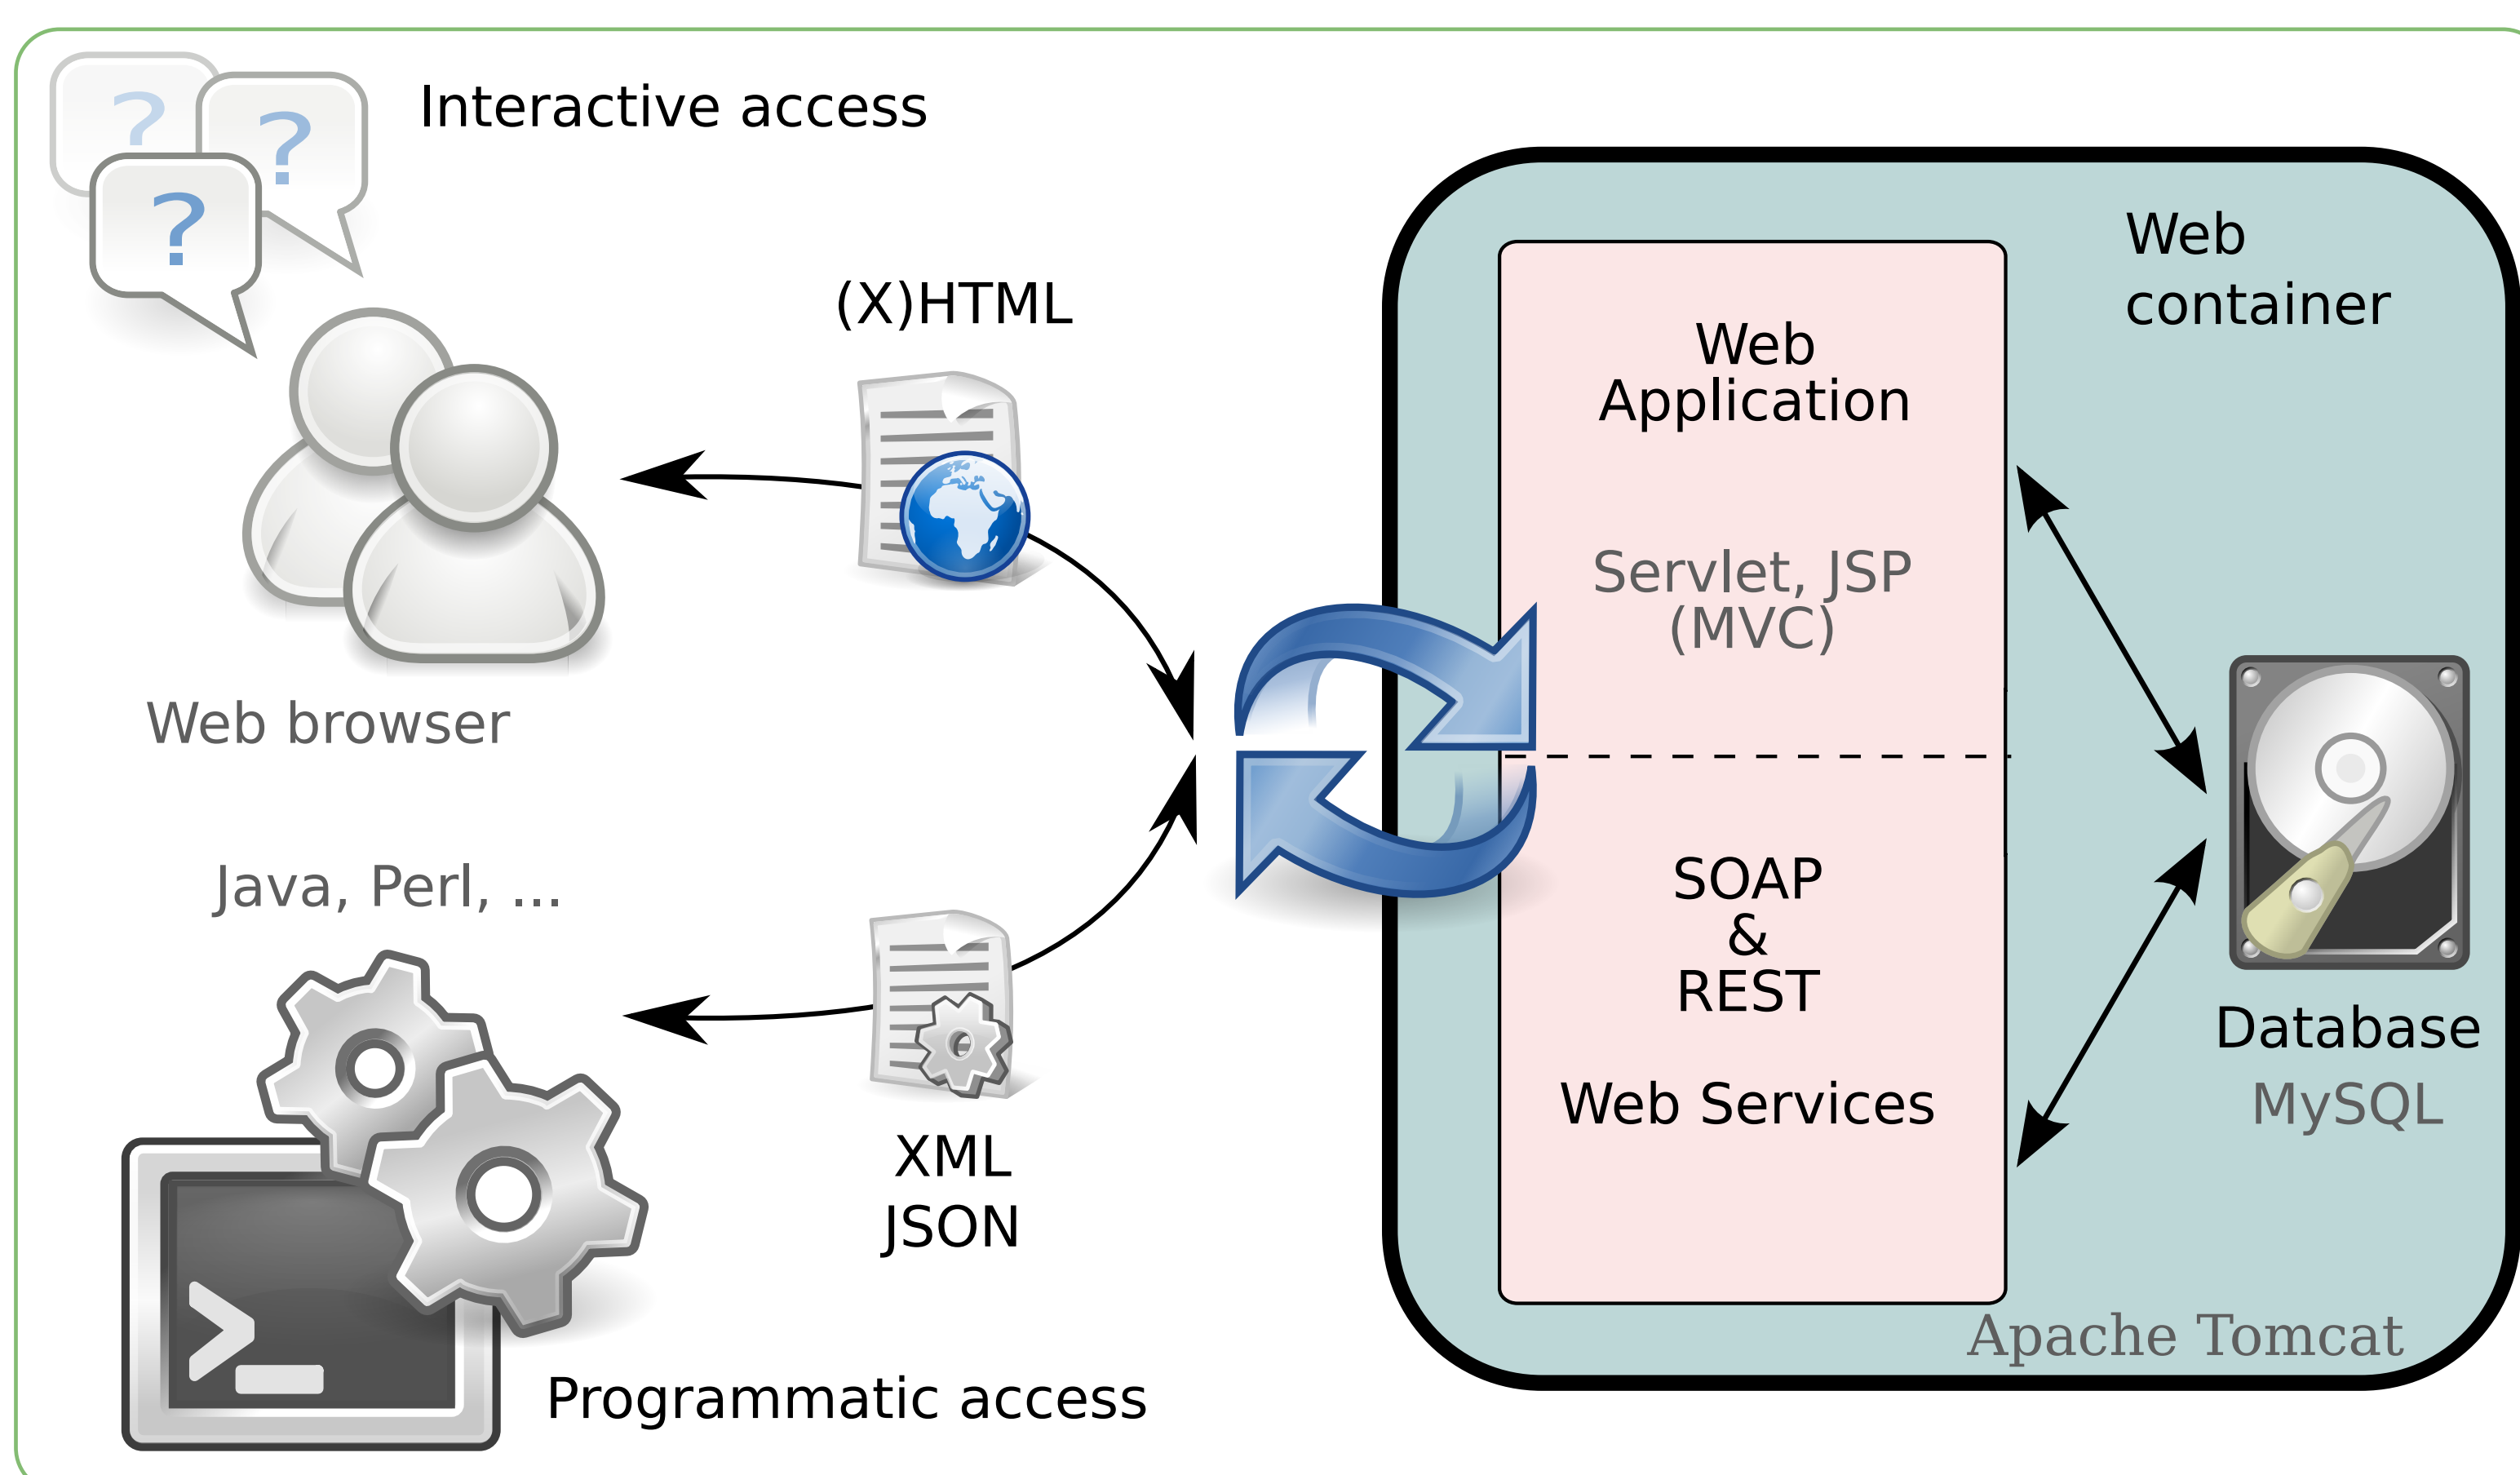 Interactive access
? ? ?
(X)HTML
Web browser
Java, Perl, ...
>_
XML
JSON
Programmatic access
Web
container
Web
Application
Servlet, JSP
(MVC)
SOAP
&
REST
Web Services
Database
MySQL
Apache Tomcat